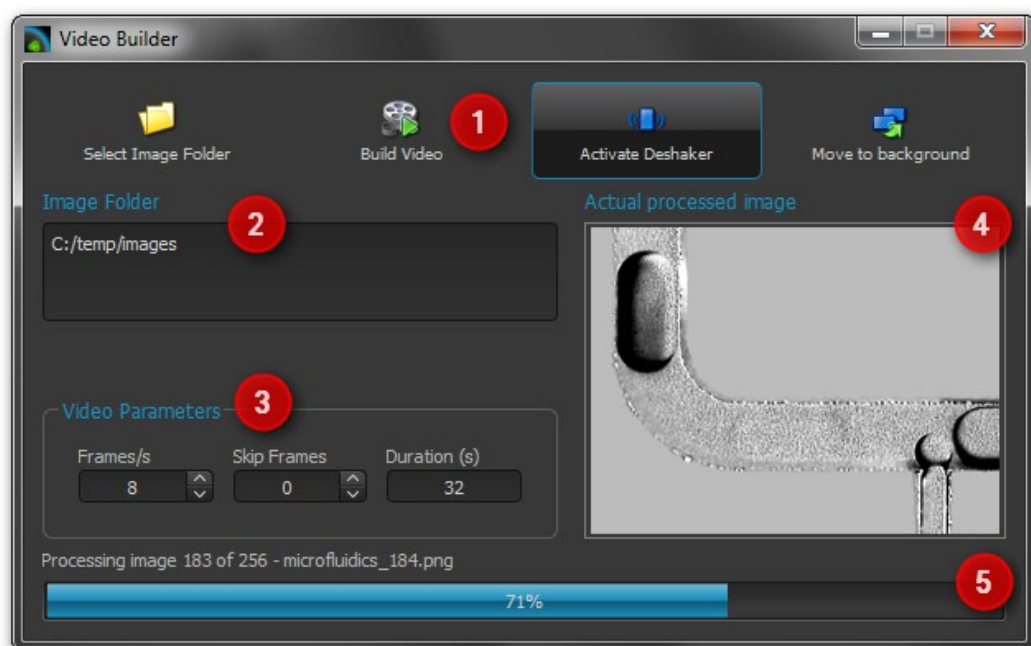 Video Builder
1
Select Image Folder
Build Video
Activate Deshaker
Move to background
Image Folder
2
C:/temp/images
Actual processed image
4
Video Parameters
3
Frames/s
Skip Frames
Duration (s)
8
0
32
Processing image 183 of 256 - microfluidics_184.png
71%
5